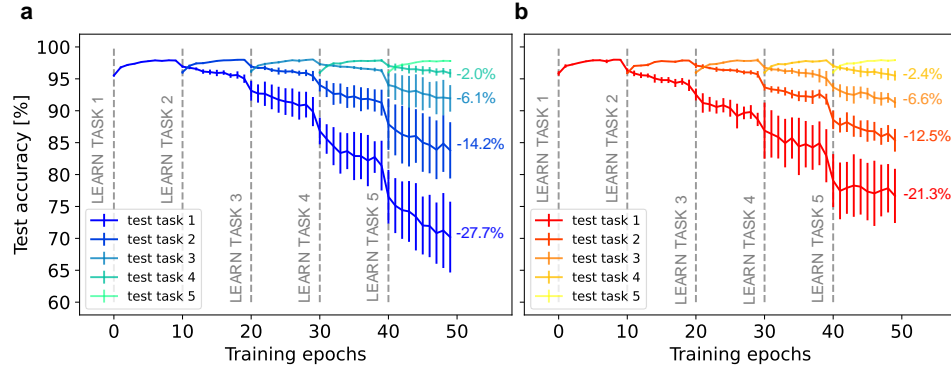 a
b
Test accuracy [%]
100
95
90
85
80
75
70
65
60
LEARN TASK 1
LEARN TASK 2
LEARN TASK 3
LEARN TASK 4
LEARN TASK 5
-2.0%
-6.1%
-14.2%
-27.7%
test task 1
test task 2
test task 3
test task 4
test task 5
0
10
20
30
40
50
Training epochs
LEARN TASK 1
LEARN TASK 2
LEARN TASK 3
LEARN TASK 4
LEARN TASK 5
-2.4%
-6.6%
-12.5%
-21.3%
test task 1
test task 2
test task 3
test task 4
test task 5
0
10
20
30
40
50
Training epochs